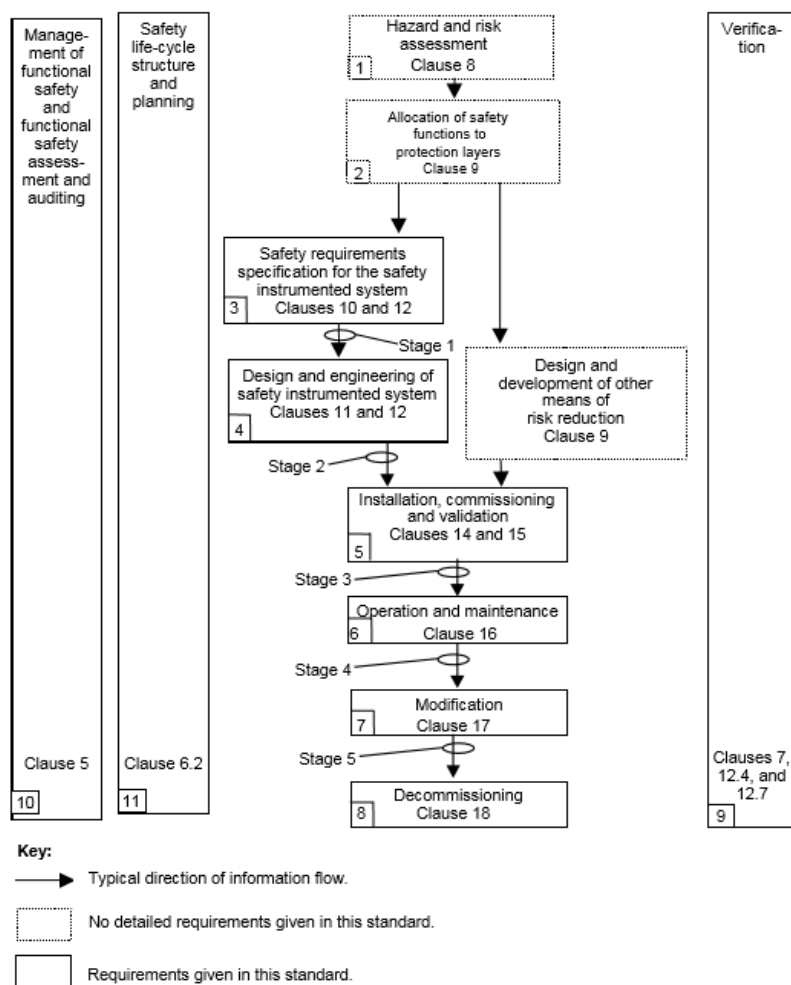 Manage-
ment of
functional
safety
and
functional
safety
assess-
ment and
auditing
Clause 5
10
Safety
life-cycle
structure
and
planning
Clause 6.2
11
Hazard and risk
assessment
Clause 8
1
Allocation of safety
functions to
protection layers
Clause 9
2
Safety requirements
specification for the safety
instrumented system
Clauses 10 and 12
3
Stage 1
Design and engineering of
safety instrumented system
Clauses 11 and 12
4
Design and
development of other
means of
risk reduction
Clause 9
Stage 2
Installation, commissioning
and validation
Clauses 14 and 15
5
Stage 3
Operation and maintenance
Clause 16
6
Stage 4
Modification
Clause 17
7
Stage 5
Decommissioning
Clause 18
8
Verifica-
tion
Clauses 7,
12.4, and
12.7
9
Key:
Typical direction of information flow.
No detailed requirements given in this standard.
Requirements given in this standard.